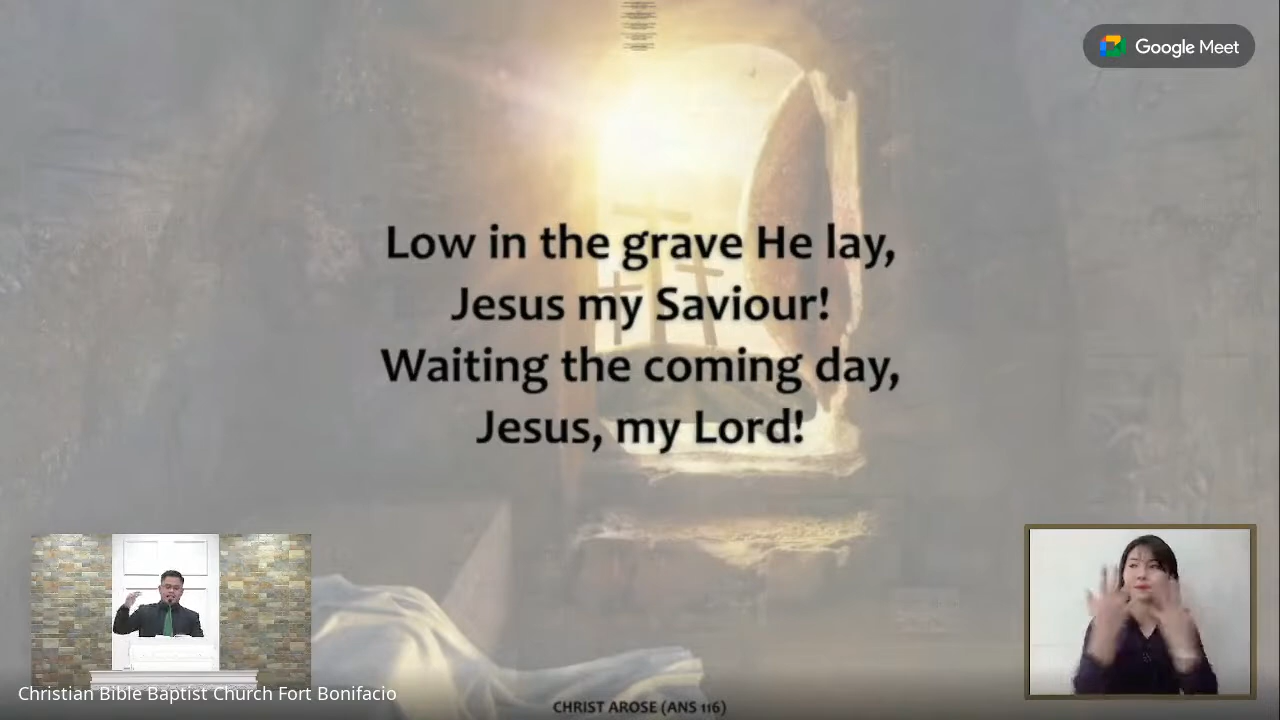 Google Meet
Low in the grave He lay,
Jesus my Saviour!
Waiting the coming day,
Jesus, my Lord!
Christian Bible Baptist Church Fort Bonifacio
CHRIST AROSE (ANS 116)